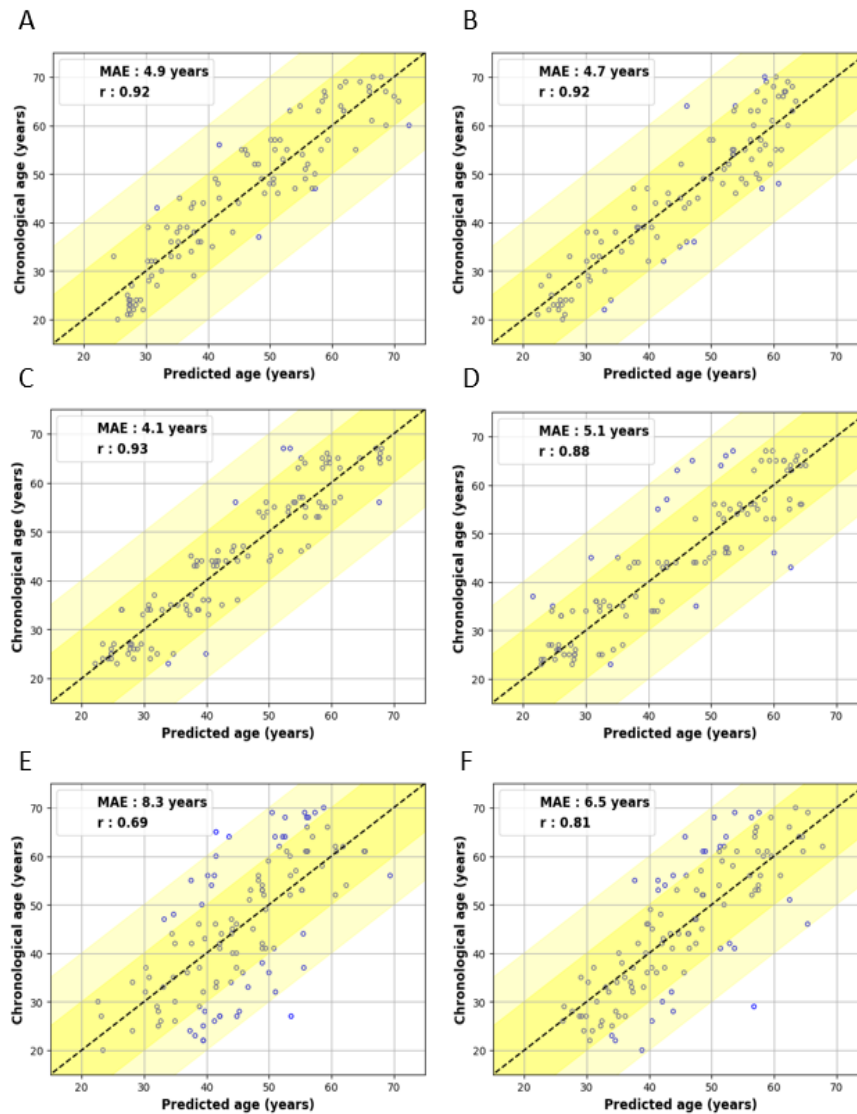 A
B
MAE : 4.9 years
r : 0.92
Chronological age (years)
70
60
50
40
30
20
20 30 40 50 60 70
Predicted age (years)
MAE : 4.7 years
r : 0.92
Chronological age (years)
70
60
50
40
30
20
20 30 40 50 60 70
Predicted age (years)
C
D
MAE : 4.1 years
r : 0.93
Chronological age (years)
70
60
50
40
30
20
20 30 40 50 60 70
Predicted age (years)
MAE : 5.1 years
r : 0.88
Chronological age (years)
70
60
50
40
30
20
20 30 40 50 60 70
Predicted age (years)
E
F
MAE : 8.3 years
r : 0.69
Chronological age (years)
70
60
50
40
30
20
20 30 40 50 60 70
Predicted age (years)
MAE : 6.5 years
r : 0.81
Chronological age (years)
70
60
50
40
30
20
20 30 40 50 60 70
Predicted age (years)